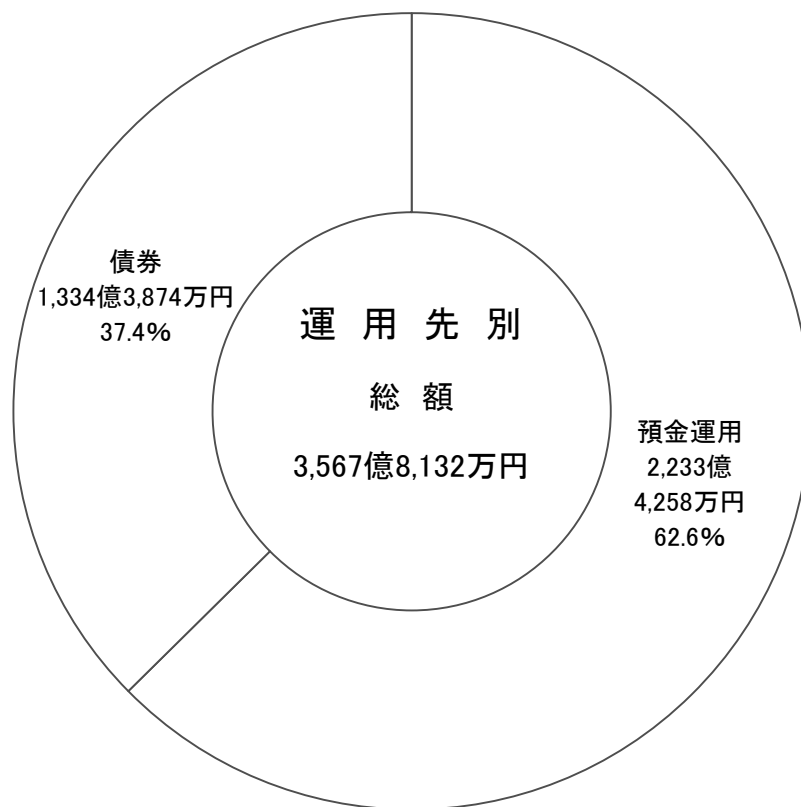 運用先別
総額
3,567億8,132万円
債券
1,334億3,874万円
37.4%
預金運用
2,233億
4,258万円
62.6%